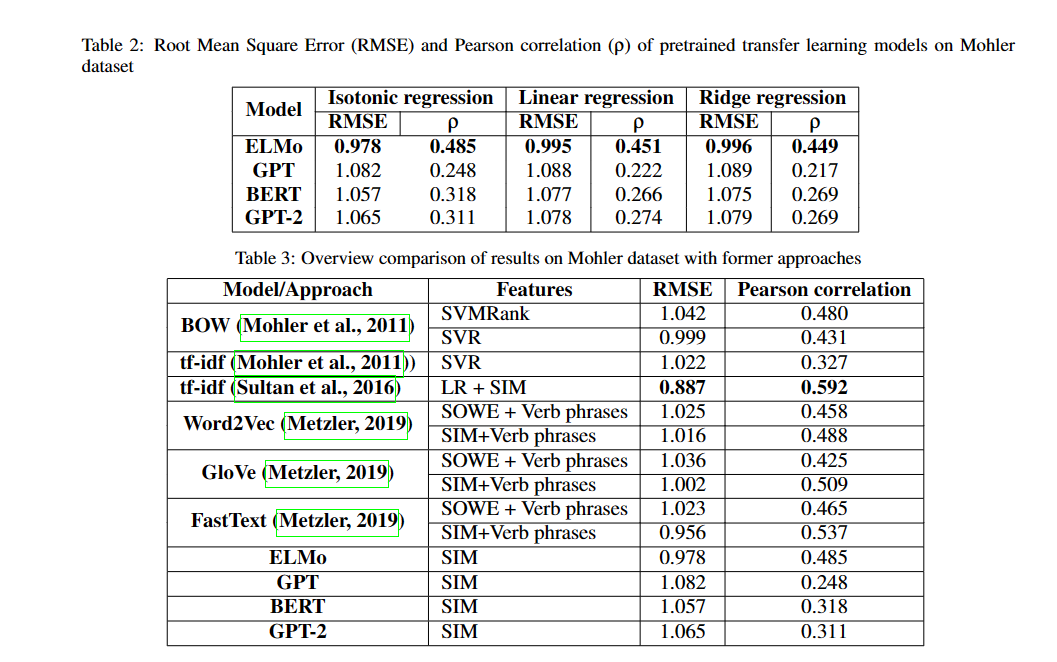 Table 2: Root Mean Square Error (RMSE) and Pearson correlation (ρ) of pretrained transfer learning models on Mohler
dataset
Model Isotonic regression Linear regression Ridge regression
RMSE ρ RMSE ρ RMSE ρ
ELMo 0.978 0.485 0.995 0.451 0.996 0.449
GPT 1.082 0.248 1.088 0.222 1.089 0.217
BERT 1.057 0.318 1.077 0.266 1.075 0.269
GPT-2 1.065 0.311 1.078 0.274 1.079 0.269
Table 3: Overview comparison of results on Mohler dataset with former approaches
Model/Approach Features RMSE Pearson correlation
BOW (Mohler et al., 2011) SVMRank 1.042 0.480
SVR 0.999 0.431
tf-idf (Mohler et al., 2011)) SVR 1.022 0.327
tf-idf (Sultan et al., 2016) LR + SIM 0.887 0.592
Word2Vec (Metzler, 2019) SOWE + Verb phrases 1.025 0.458
SIM+Verb phrases 1.016 0.488
GloVe (Metzler, 2019) SOWE + Verb phrases 1.036 0.425
SIM+Verb phrases 1.002 0.509
FastText (Metzler, 2019) SOWE + Verb phrases 1.023 0.465
SIM+Verb phrases 0.956 0.537
ELMo SIM 0.978 0.485
GPT SIM 1.082 0.248
BERT SIM 1.057 0.318
GPT-2 SIM 1.065 0.311